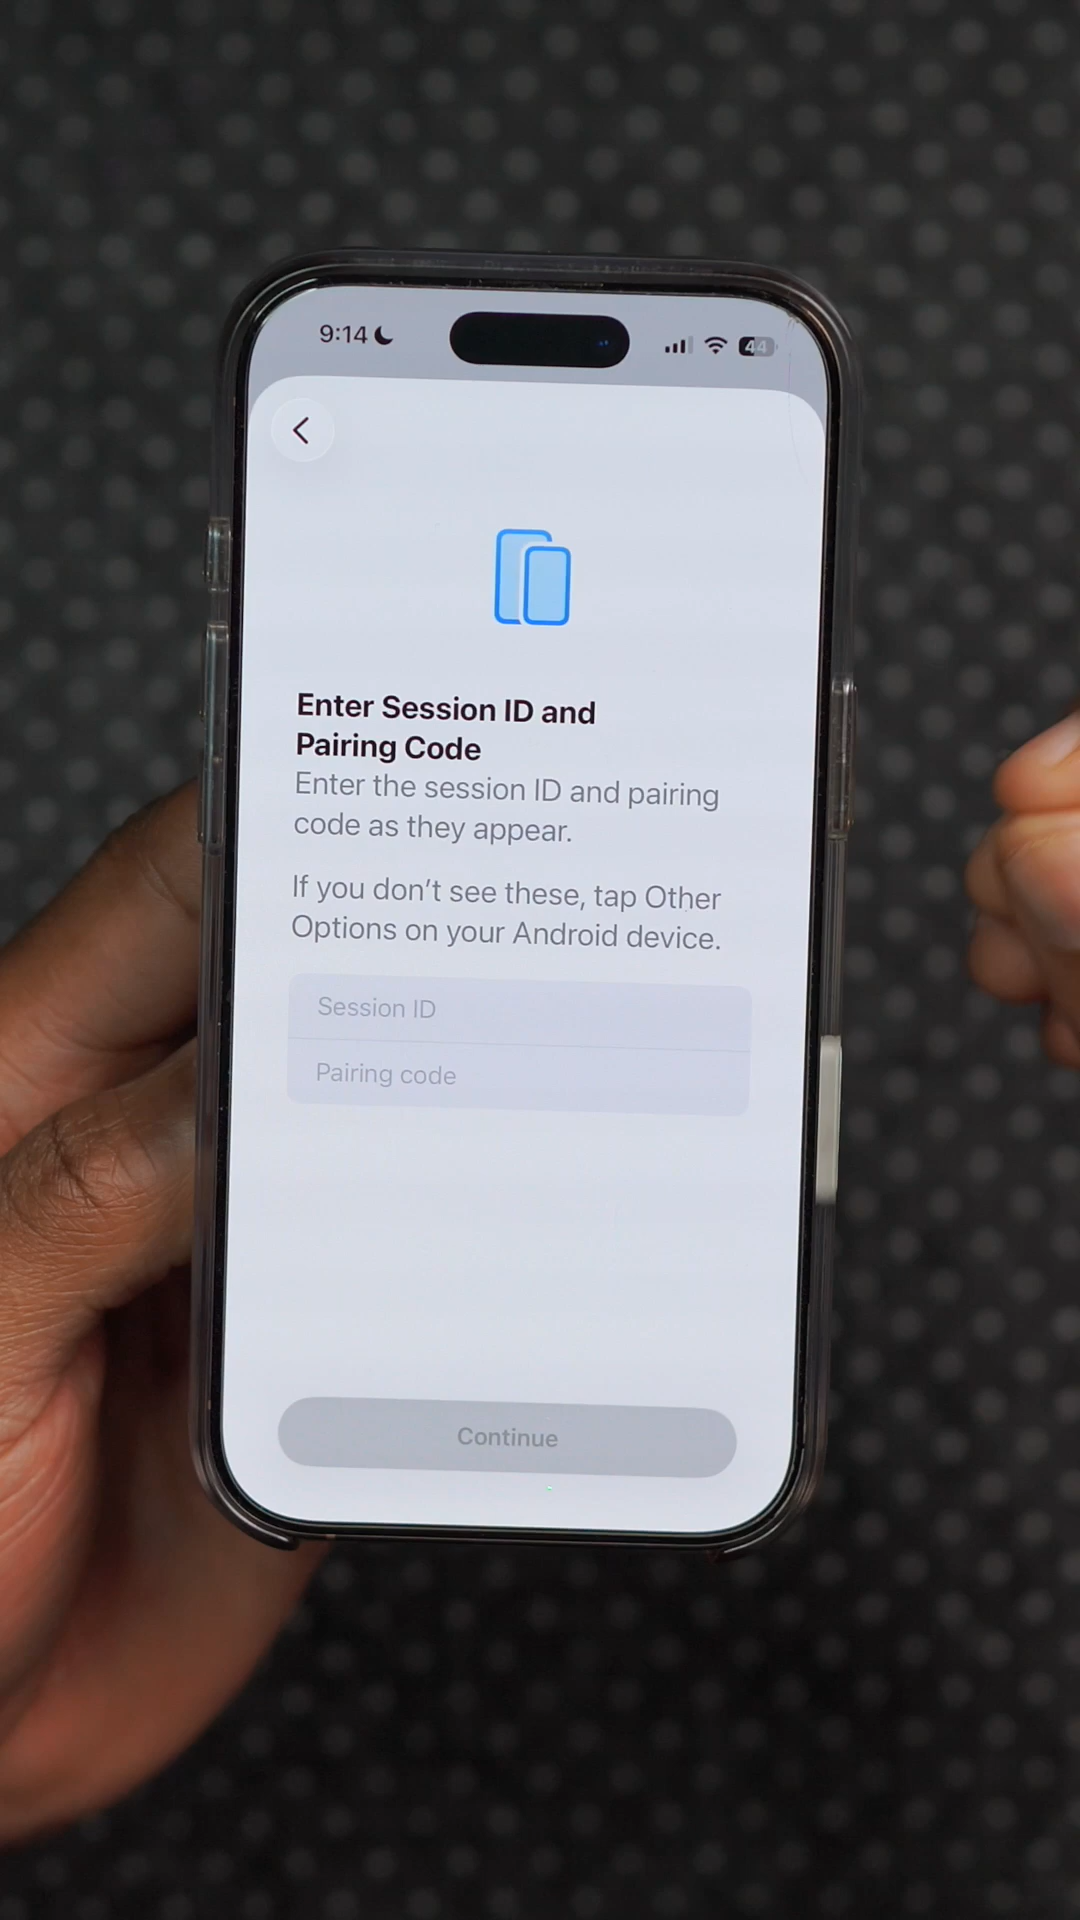 9:14
44
Enter Session ID and
Pairing Code
Enter the session ID and pairing
code as they appear.
If you don’t see these, tap Other
Options on your Android device.
Session ID
Pairing code
Continue